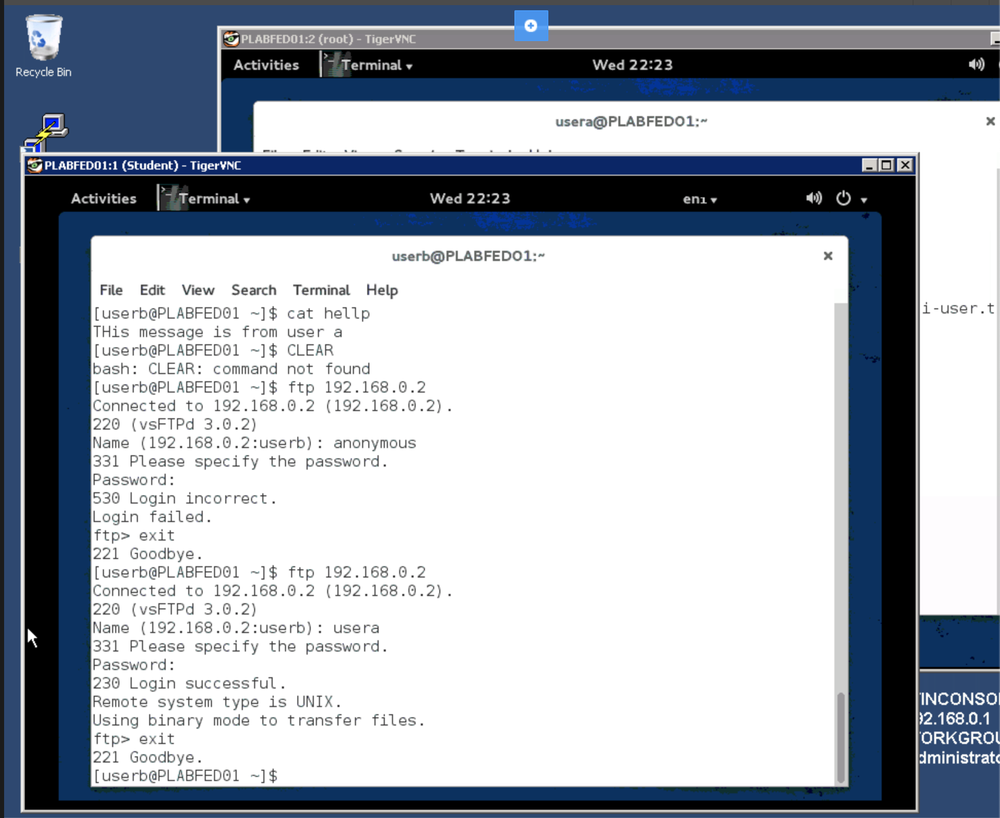 Recycle Bin
PLABFED01:2 (root) - TigerVNC
Activities Terminal Wed 22:23
usera@PLABFED01:~
PLABFED01:1 (Student) - TigerVNC
Activities Terminal Wed 22:23 en1
userb@PLABFED01:~
File Edit View Search Terminal Help
[userb@PLABFED01 ~]$ cat hellp
THis message is from user a
[userb@PLABFED01 ~]$ CLEAR
bash: CLEAR: command not found
[userb@PLABFED01 ~]$ ftp 192.168.0.2
Connected to 192.168.0.2 (192.168.0.2).
220 (vsFTPd 3.0.2)
Name (192.168.0.2:userb): anonymous
331 Please specify the password.
Password:
530 Login incorrect.
Login failed.
ftp> exit
221 Goodbye.
[userb@PLABFED01 ~]$ ftp 192.168.0.2
Connected to 192.168.0.2 (192.168.0.2).
220 (vsFTPd 3.0.2)
Name (192.168.0.2:userb): usera
331 Please specify the password.
Password:
230 Login successful.
Remote system type is UNIX.
Using binary mode to transfer files.
ftp> exit
221 Goodbye.
[userb@PLABFED01 ~]$
i-user.t
INCONSO
92.168.0.1
ORKGROU
dministrato